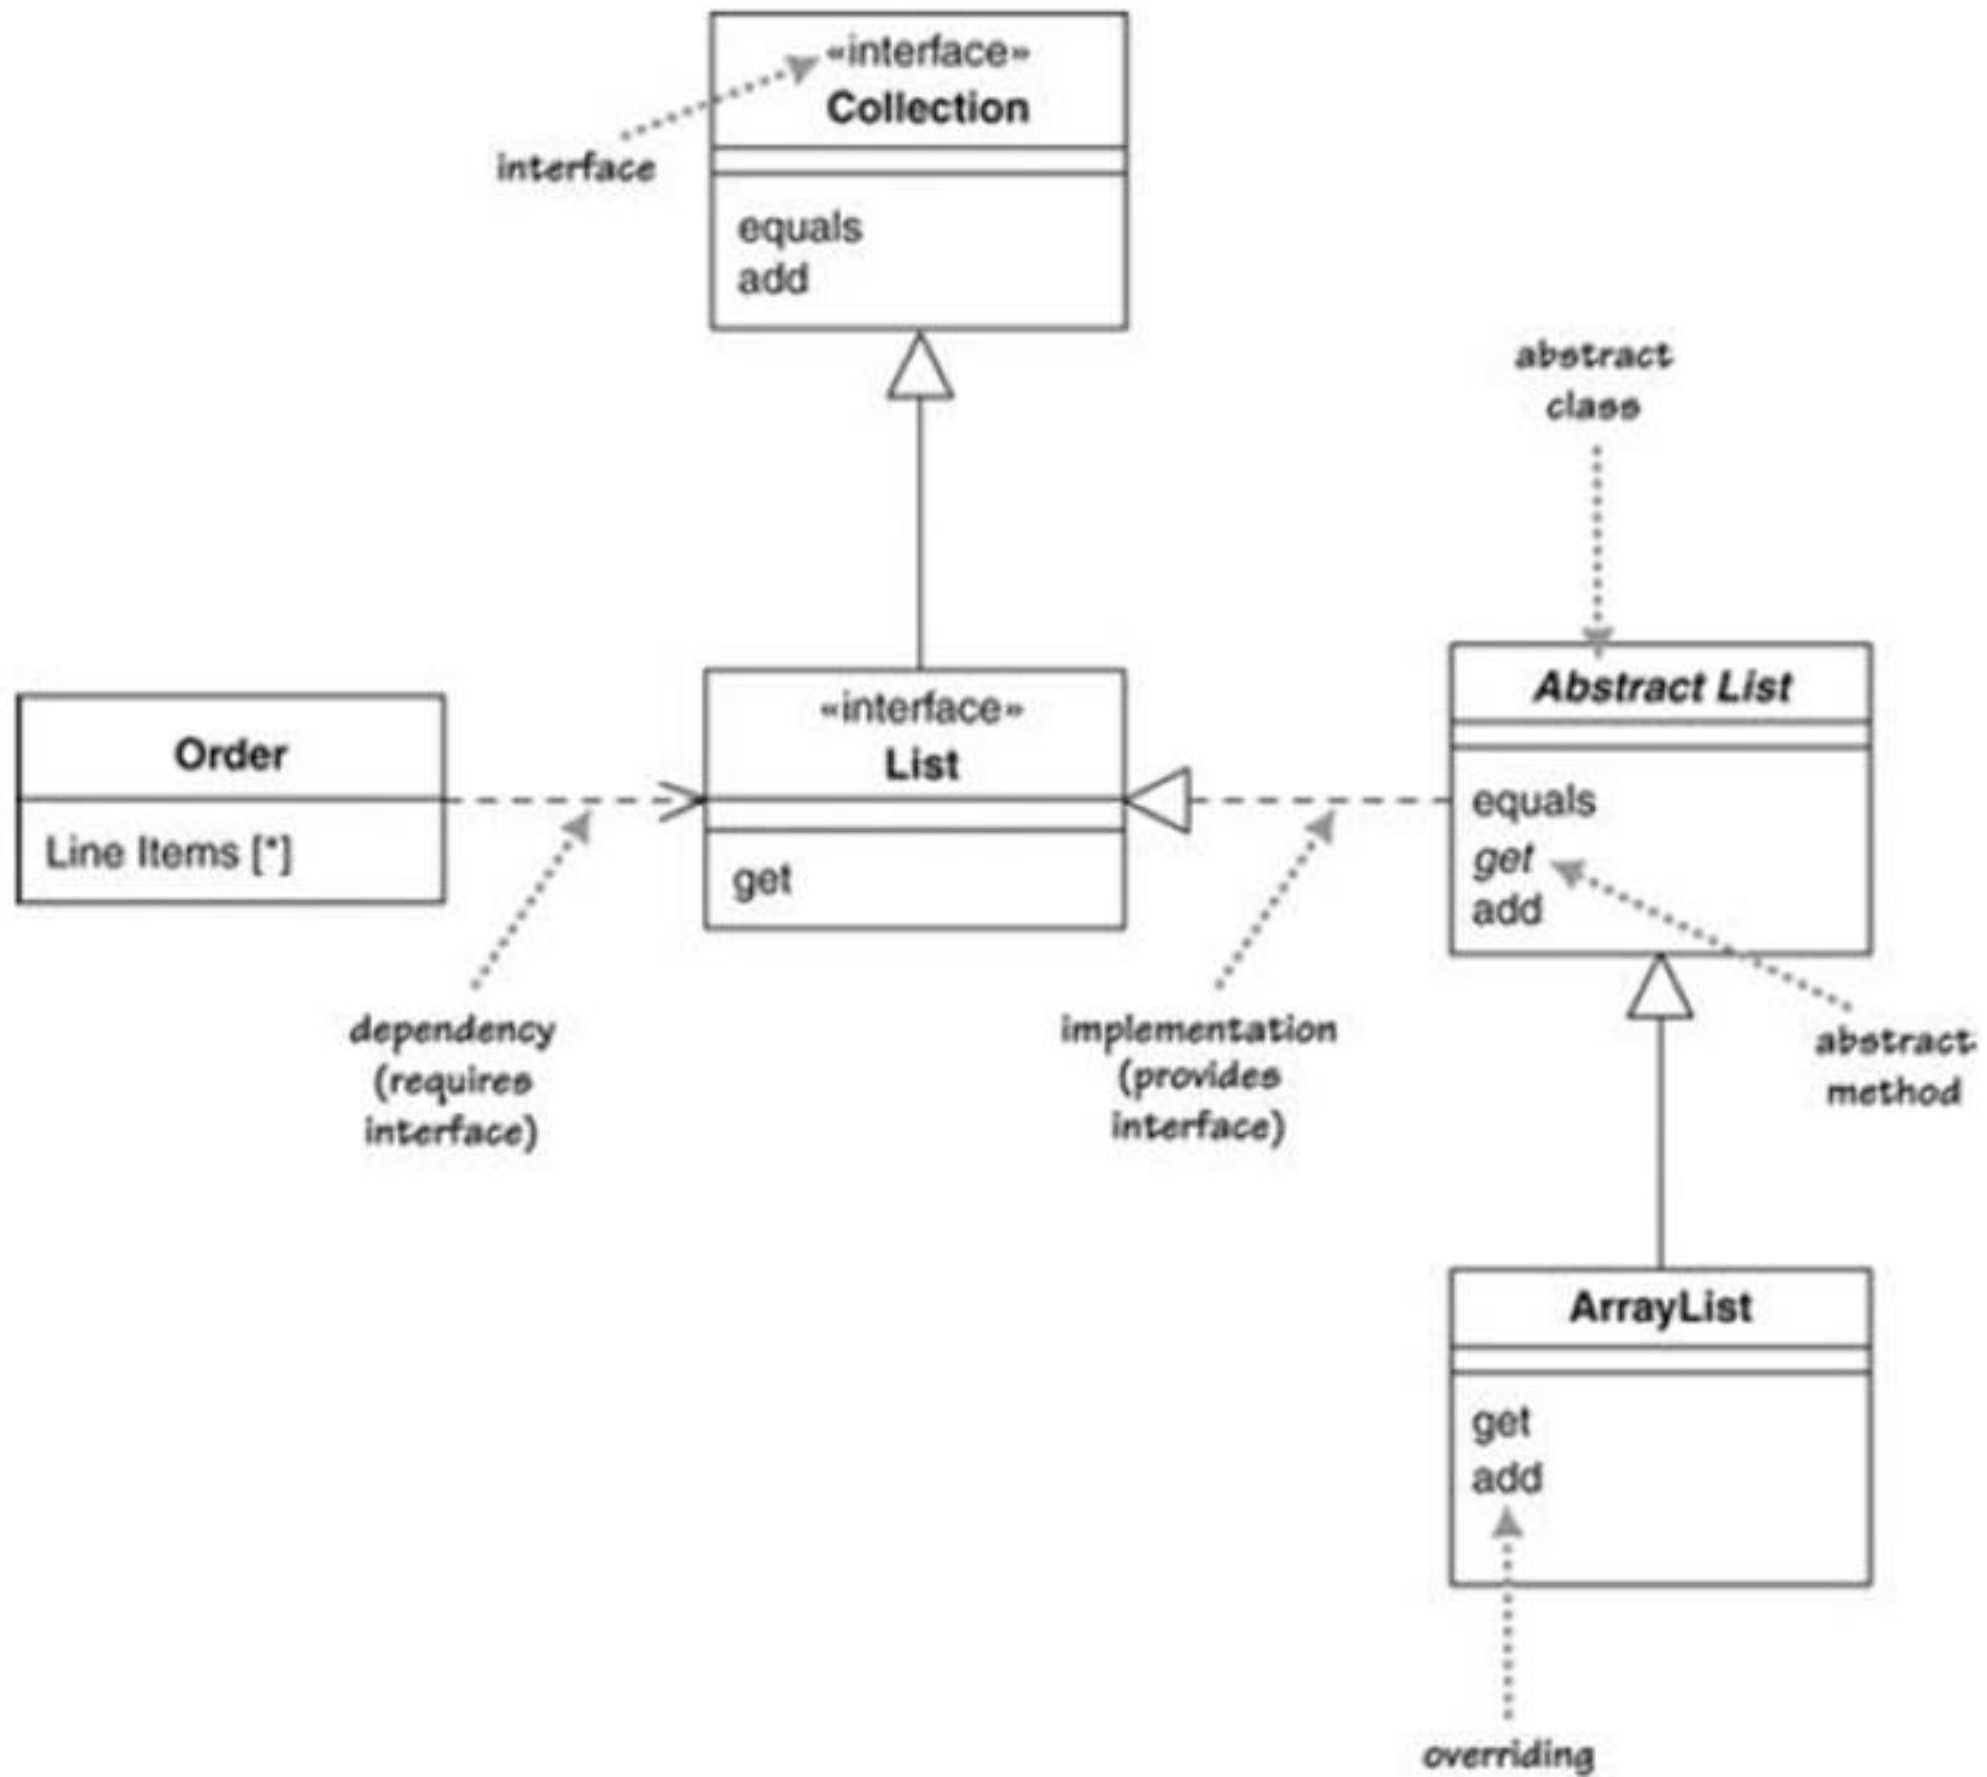 «interface»
Collection
interface
equals
add
abstract
class
Order
Line Items [*]
«interface»
List
get
Abstract List
equals
get
add
dependency
(requires
interface)
implementation
(provides
interface)
abstract
method
ArrayList
get
add
overriding